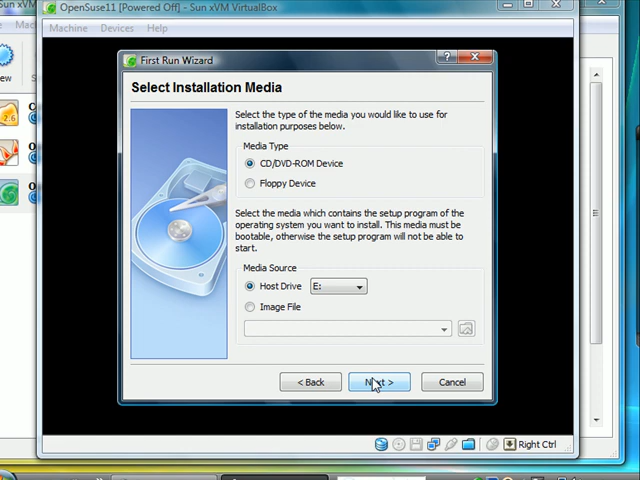 OpenSuse11 [Powered Off] - Sun xVM VirtualBox
Machine Devices Help
First Run Wizard
Select Installation Media
Select the type of the media you would like to use for
installation purposes below.
Media Type
CD/DVD-ROM Device
Floppy Device
Select the media which contains the setup program of the
operating system you want to install. This media must be
bootable, otherwise the setup program will not be able to
start.
Media Source
Host Drive E:
Image File
< Back Next > Cancel
Right Ctrl